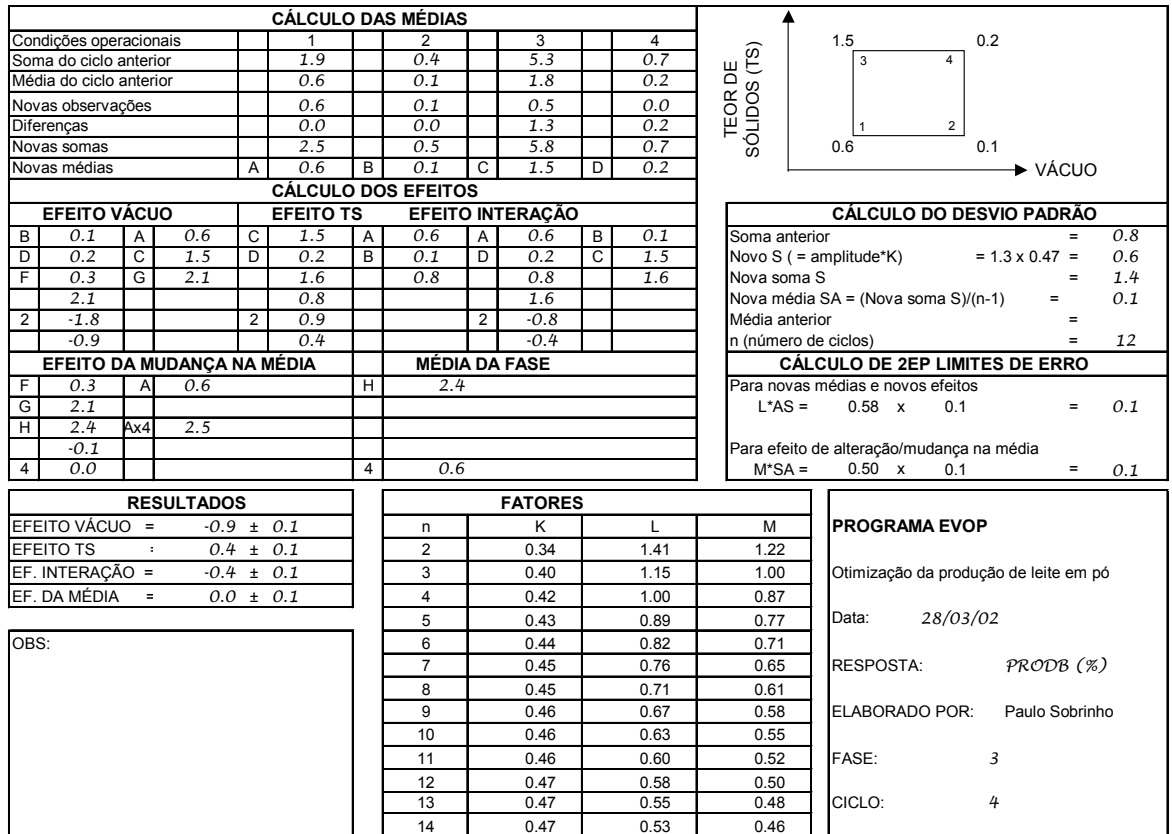 CÁLCULO DAS MÉDIAS
Condições operacionais 1 2 3 4
Soma do ciclo anterior 1.9 0.4 5.3 0.7
Média do ciclo anterior 0.6 0.1 1.8 0.2
Novas observações 0.6 0.1 0.5 0.0
Diferenças 0.0 0.0 1.3 0.2
Novas somas 2.5 0.5 5.8 0.7
Novas médias A 0.6 B 0.1 C 1.5 D 0.2
TEOR DE
SÓLIDOS (TS)
1.5 0.2
3 4
1 2
0.6 0.1
VÁCUO
CÁLCULO DOS EFEITOS
EFEITO VÁCUO EFEITO TS EFEITO INTERAÇÃO
B 0.1 A 0.6 C 1.5 A 0.6 A 0.6 B 0.1
D 0.2 C 1.5 D 0.2 B 0.1 D 0.2 C 1.5
F 0.3 G 2.1 1.6 0.8 0.8 1.6
2.1 0.8 1.6
2 -1.8 2 0.9 2 -0.8
-0.9 0.4 -0.4
EFEITO DA MUDANÇA NA MÉDIA MÉDIA DA FASE
F 0.3 A 0.6 H 2.4
G 2.1
H 2.4 Ax4 2.5
-0.1
4 0.0 4 0.6
CÁLCULO DO DESVIO PADRÃO
Soma anterior = 0.8
Novo S ( = amplitude*K) = 1.3 x 0.47 = 0.6
Nova soma S = 1.4
Nova média SA = (Nova soma S)/(n-1) = 0.1
Média anterior =
n (número de ciclos) = 12
CÁLCULO DE 2EP LIMITES DE ERRO
Para novas médias e novos efeitos
L*AS = 0.58 x 0.1 = 0.1
Para efeito de alteração/mudança na média
M*SA = 0.50 x 0.1 = 0.1
RESULTADOS
EFEITO VÁCUO = -0.9 ± 0.1
EFEITO TS : 0.4 ± 0.1
EF. INTERAÇÃO = -0.4 ± 0.1
EF. DA MÉDIA = 0.0 ± 0.1
OBS:
FATORES
n K L M
2 0.34 1.41 1.22
3 0.40 1.15 1.00
4 0.42 1.00 0.87
5 0.43 0.89 0.77
6 0.44 0.82 0.71
7 0.45 0.76 0.65
8 0.45 0.71 0.61
9 0.46 0.67 0.58
10 0.46 0.63 0.55
11 0.46 0.60 0.52
12 0.47 0.58 0.50
13 0.47 0.55 0.48
14 0.47 0.53 0.46
PROGRAMA EVOP
Otimização da produção de leite em pó
Data: 28/03/02
RESPOSTA: PRODB (%)
ELABORADO POR: Paulo Sobrinho
FASE: 3
CICLO: 4